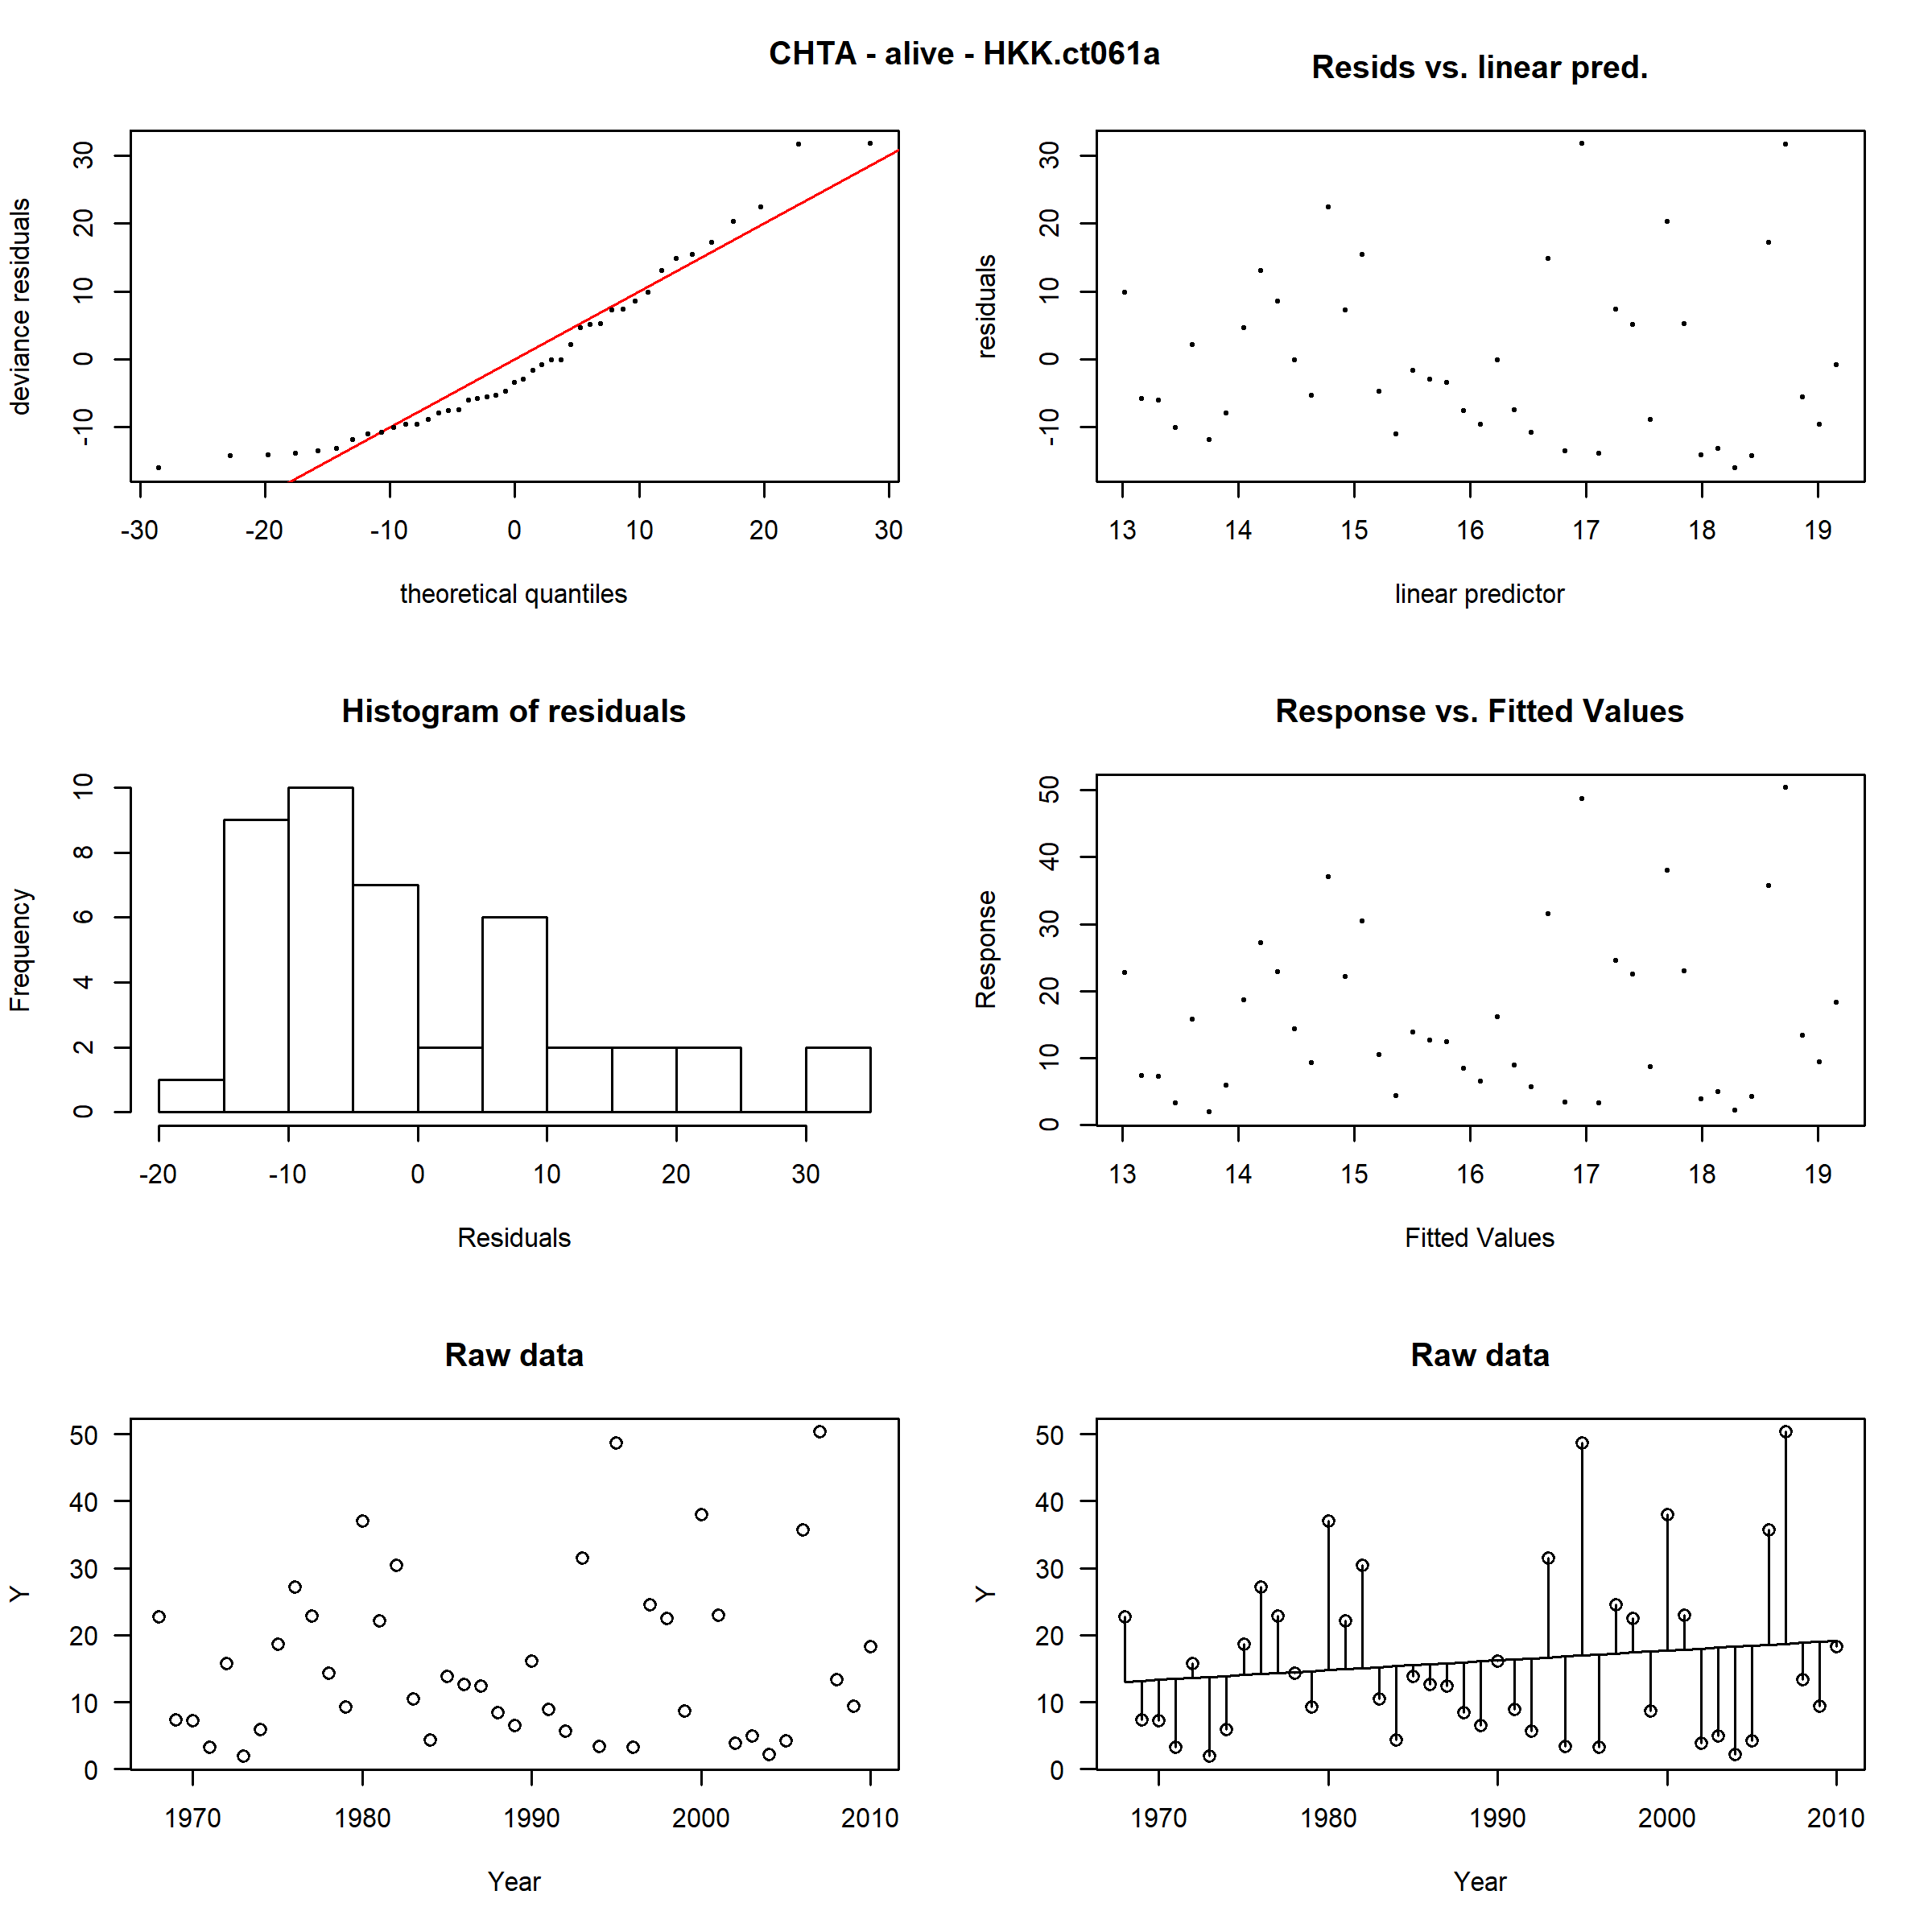 CHTA - alive - HKK.ct061a
Resids vs. linear pred.
deviance residuals
30
20
10
0
-10
-30 -20 -10 0 10 20 30
theoretical quantiles
residuals
30
20
10
0
-10
13 14 15 16 17 18 19
linear predictor
Histogram of residuals
Frequency
10
8
6
4
2
0
-20 -10 0 10 20 30
Residuals
Response vs. Fitted Values
Response
50
40
30
20
10
0
13 14 15 16 17 18 19
Fitted Values
Raw data
Y
50
40
30
20
10
0
1970 1980 1990 2000 2010
Year
Raw data
Y
50
40
30
20
10
0
1970 1980 1990 2000 2010
Year